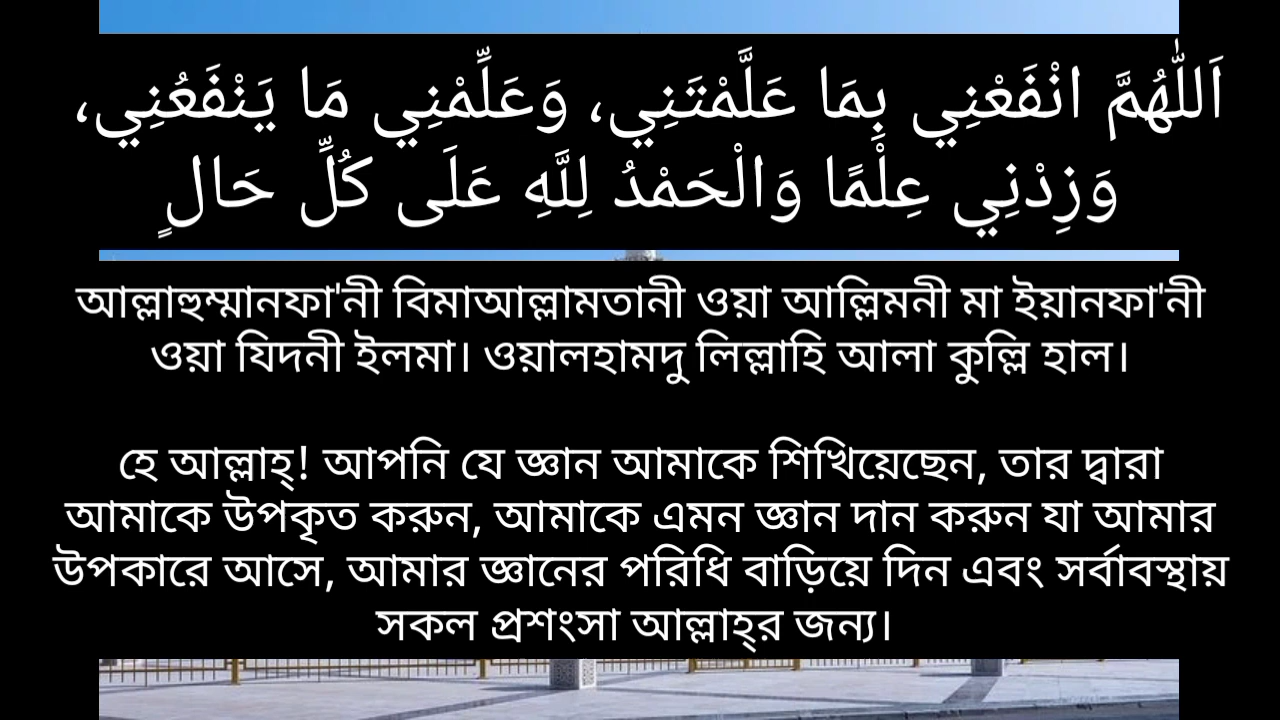 اَللّٰهُمَّ انْفَعْنِي بِمَا عَلَّمْتَنِي، وَعَلِّمْنِي مَا يَنْفَعُنِي،
وَزِدْنِي عِلْمًا وَالْحَمْدُ لِلَّهِ عَلَى كُلِّ حَالٍ
আল্লাহুম্মানফা'নী বিমাআল্লামতানী ওয়া আল্লিমনী মা ইয়ানফা'নী
ওয়া যিদনী ইলমা। ওয়ালহামদু লিল্লাহি আলা কুল্লি হাল।
হে আল্লাহ্! আপনি যে জ্ঞান আমাকে শিখিয়েছেন, তার দ্বারা
আমাকে উপকৃত করুন, আমাকে এমন জ্ঞান দান করুন যা আমার
উপকারে আসে, আমার জ্ঞানের পরিধি বাড়িয়ে দিন এবং সর্বাবস্থায়
সকল প্রশংসা আল্লাহ্‌র জন্য।